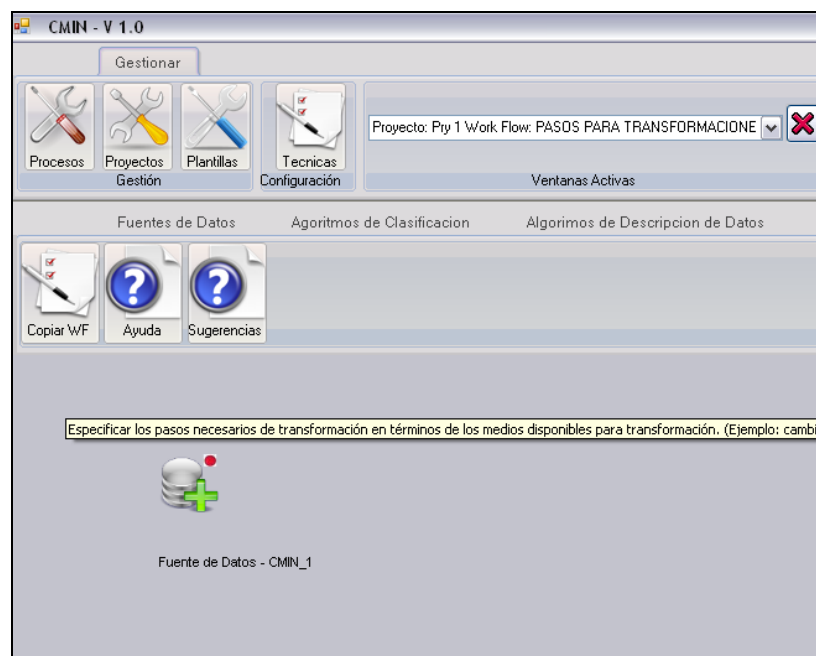 CMIN - V 1.0
Gestionar
Procesos
Proyectos
Plantillas
Tecnicas
Gestión
Configuración
Proyecto: Pry 1 Work Flow: PASOS PARA TRANSFORMACIONE
Ventanas Activas
Fuentes de Datos
Agoritmos de Clasificacion
Algorimos de Descripcion de Datos
Copiar WF
Ayuda
Sugerencias
Especificar los pasos necesarios de transformación en términos de los medios disponibles para transformación. (Ejemplo: cambi
Fuente de Datos - CMIN_1